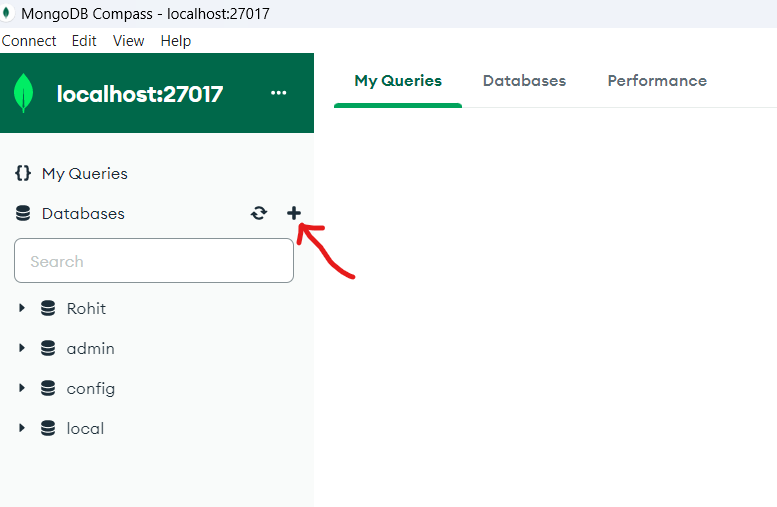 MongoDB Compass - localhost:27017
Connect Edit View Help
localhost:27017 ...
My Queries Databases Performance
{} My Queries
Databases
Search
Rohit
admin
config
local